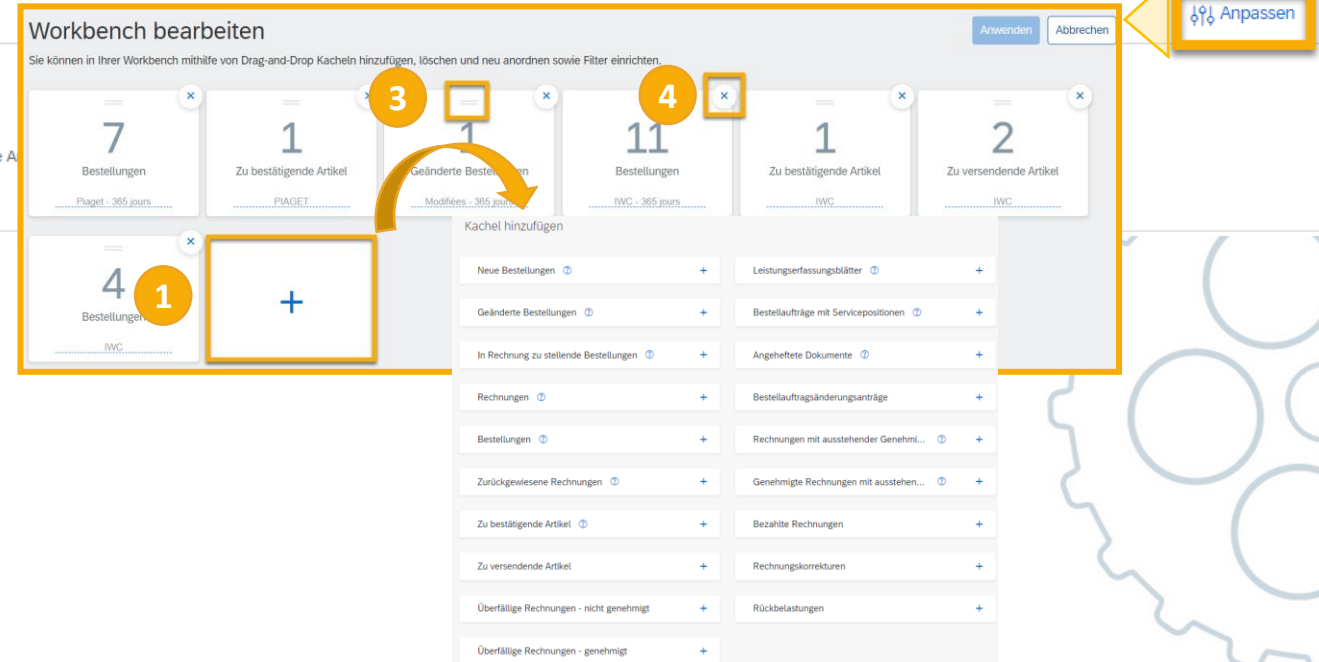 Anpassen
Workbench bearbeiten
Anwenden
Abbrechen
Sie können in Ihrer Workbench mithilfe von Drag-and-Drop Kacheln hinzufügen, löschen und neu anordnen sowie Filter einrichten.
3
4
7
Bestellungen
Piaget - 365 jours
1
Zu bestätigende Artikel
PIAGET
1
Geänderte Bestellungen
Modifiées - 365 jours
11
Bestellungen
IWC - 365 jours
1
Zu bestätigende Artikel
IWC
2
Zu versendende Artikel
IWC
4
Bestellungen
IWC
1
+
Kachel hinzufügen
Neue Bestellungen ? +
Leistungserfassungsblätter ? +
Geänderte Bestellungen ? +
Bestellaufträge mit Servicepositionen ? +
In Rechnung zu stellende Bestellungen ? +
Angeheftete Dokumente ? +
Rechnungen ? +
Bestellauftragsänderungsanträge +
Bestellungen ? +
Rechnungen mit ausstehender Genehmi... ? +
Zurückgewiesene Rechnungen ? +
Genehmigte Rechnungen mit ausstehen... ? +
Zu bestätigende Artikel ? +
Bezahlte Rechnungen +
Zu versendende Artikel +
Rechnungskorrekturen +
Überfällige Rechnungen - nicht genehmigt +
Rückbelastungen +
Überfällige Rechnungen - genehmigt +